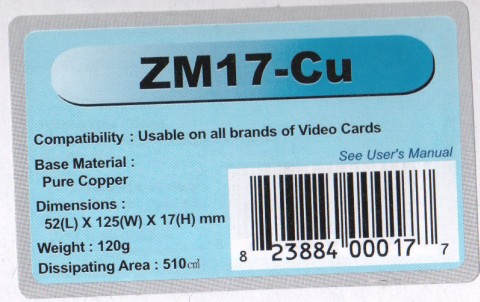 ZM17-Cu
Compatibility : Usable on all brands of Video Cards
See User's Manual
Base Material :
Pure Copper
Dimensions :
52(L) X 125(W) X 17(H) mm
Weight : 120g
Dissipating Area : 510㎠
8 23884 00017 7